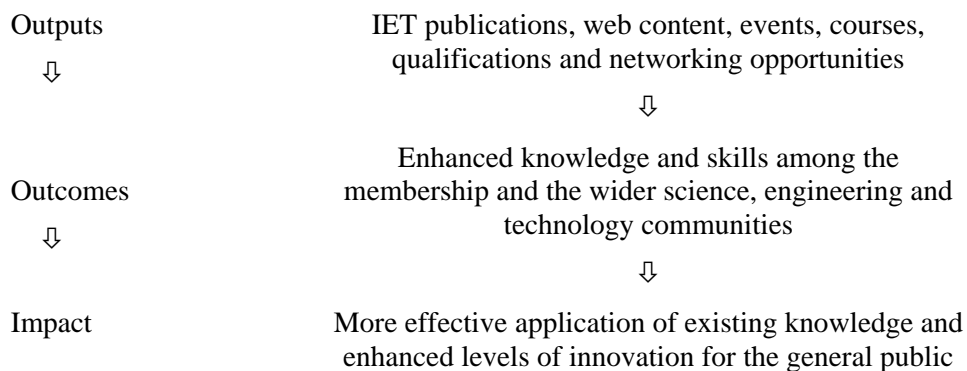 Outputs
IET publications, web content, events, courses,
qualifications and networking opportunities
⇩
⇩
Outcomes
Enhanced knowledge and skills among the
membership and the wider science, engineering and
technology communities
⇩
⇩
Impact
More effective application of existing knowledge and
enhanced levels of innovation for the general public